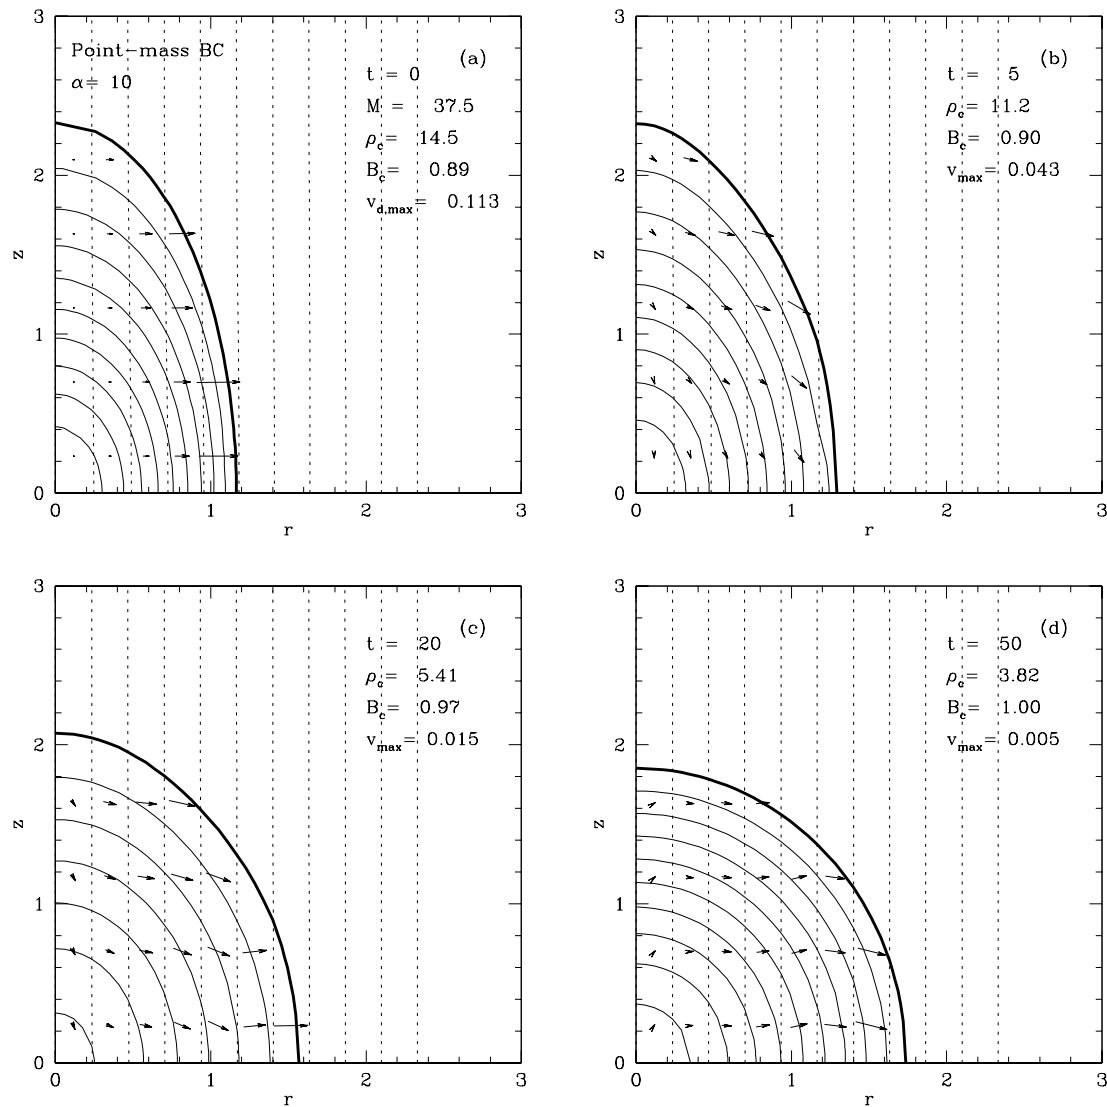 Point-mass BC
α= 10
(a)
t = 0
M = 37.5
ρc= 14.5
Bc= 0.89
vd,max= 0.113
3
2
1
0
z
0 1 2 3
r
(b)
t = 5
ρc= 11.2
Bc= 0.90
vmax= 0.043
3
2
1
0
z
0 1 2 3
r
(c)
t = 20
ρc= 5.41
Bc= 0.97
vmax= 0.015
3
2
1
0
z
0 1 2 3
r
(d)
t = 50
ρc= 3.82
Bc= 1.00
vmax= 0.005
3
2
1
0
z
0 1 2 3
r